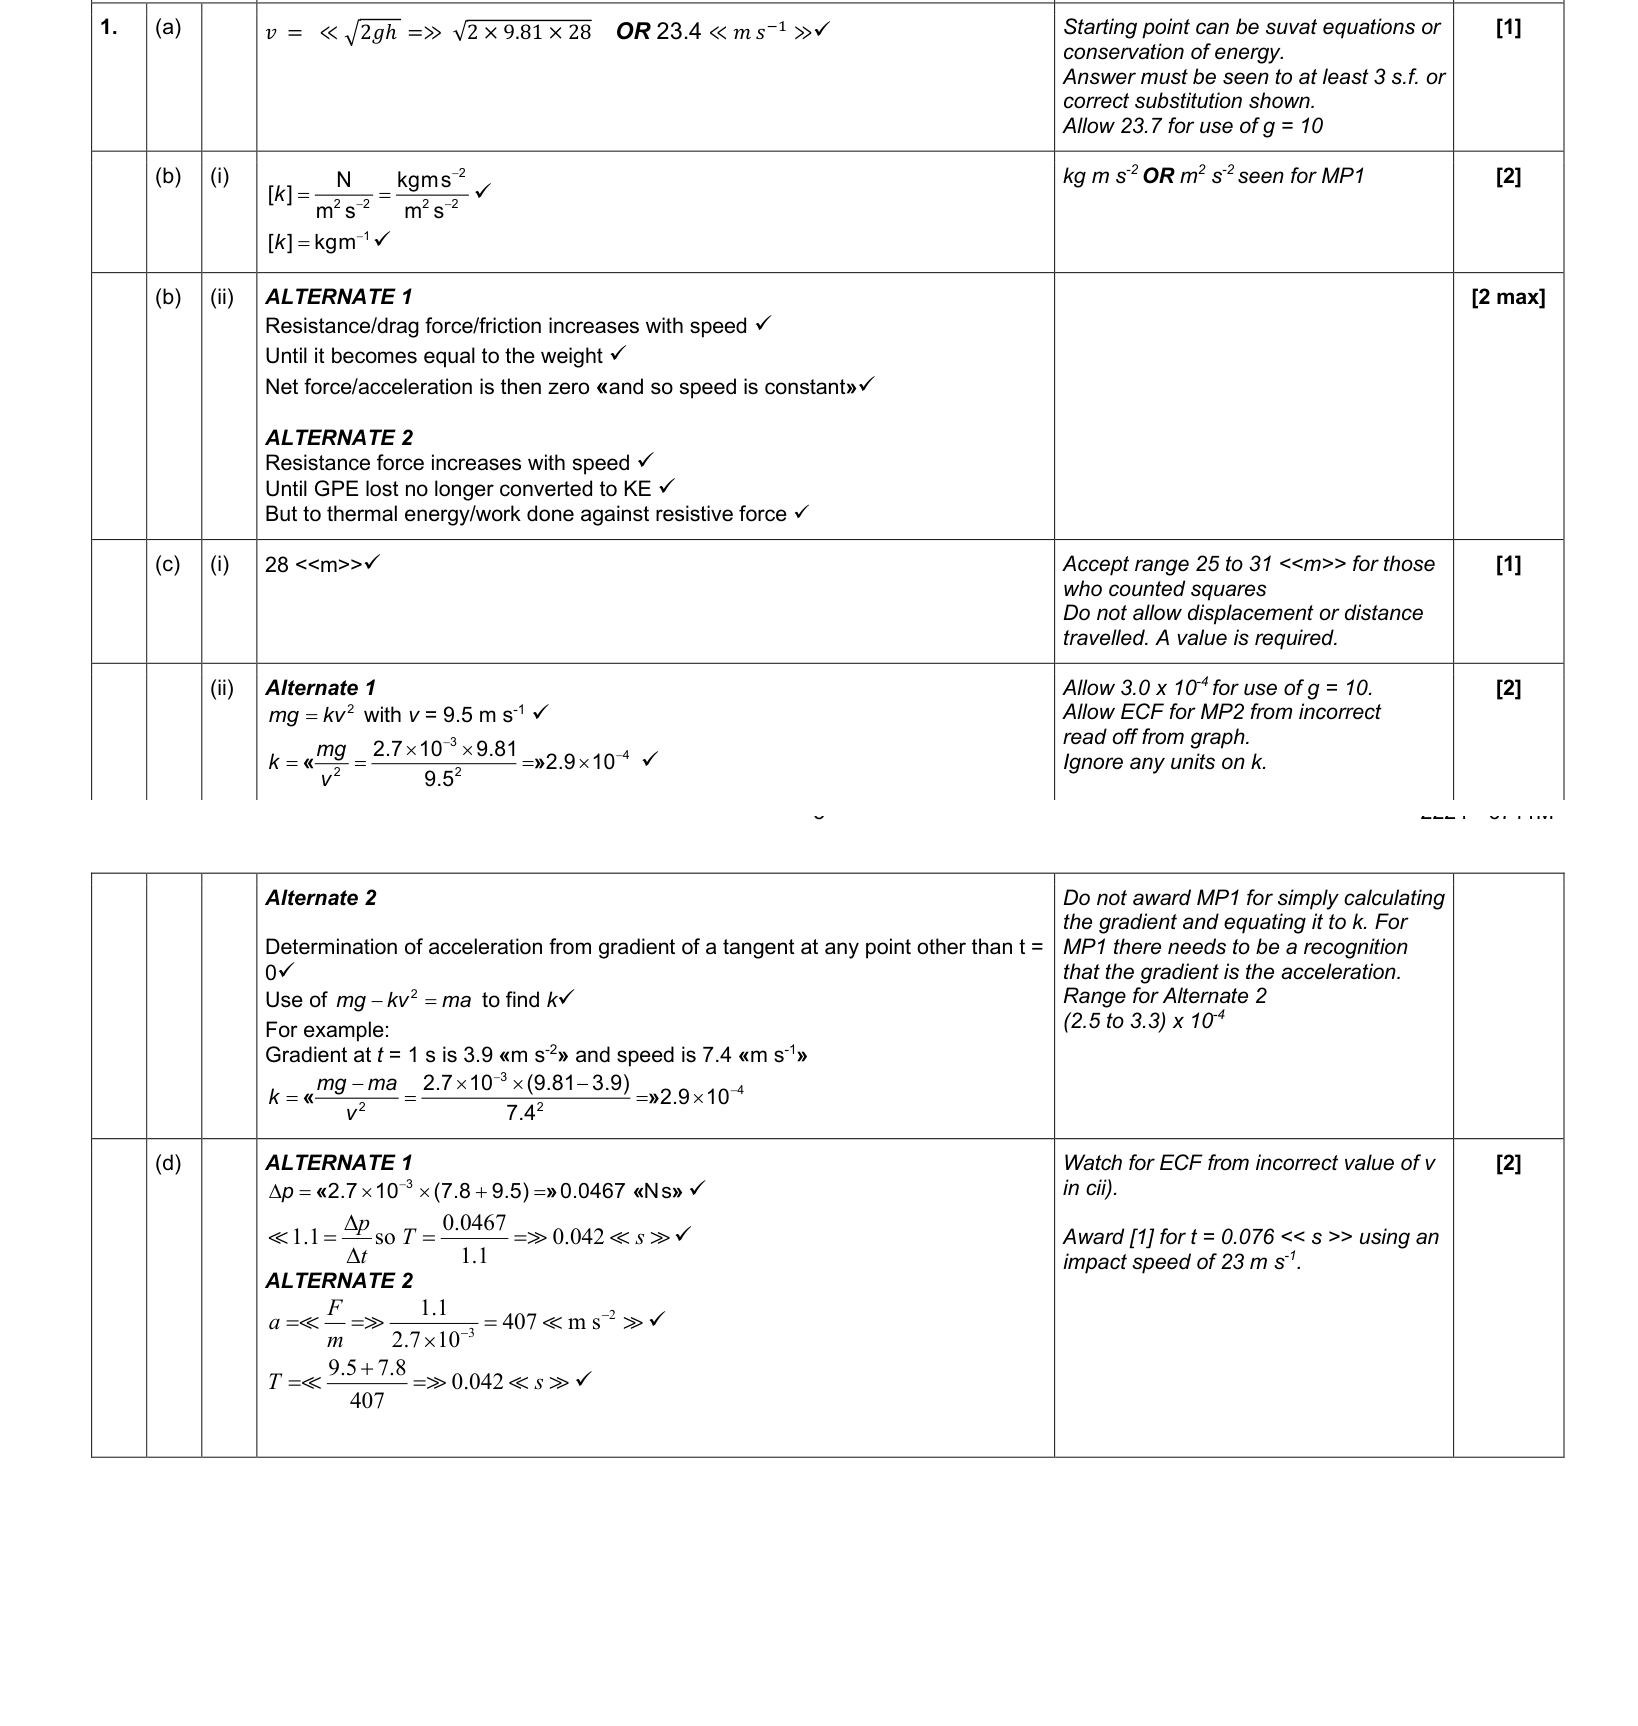 1. (a) v = ≪ √2gh =≫ √2 × 9.81 × 28 OR 23.4 ≪ m s⁻¹ ≫✓ Starting point can be suvat equations or [1]
conservation of energy.
Answer must be seen to at least 3 s.f. or
correct substitution shown.
Allow 23.7 for use of g = 10
(b) (i) [k] = N / m² s⁻² = kg m s⁻² / m² s⁻² ✓ kg m s⁻² OR m² s⁻² seen for MP1 [2]
[k] = kg m⁻¹ ✓
(b) (ii) ALTERNATE 1 [2 max]
Resistance/drag force/friction increases with speed ✓
Until it becomes equal to the weight ✓
Net force/acceleration is then zero «and so speed is constant»✓
ALTERNATE 2
Resistance force increases with speed ✓
Until GPE lost no longer converted to KE ✓
But to thermal energy/work done against resistive force ✓
(c) (i) 28 <<m>>✓ Accept range 25 to 31 <<m>> for those [1]
who counted squares
Do not allow displacement or distance
travelled. A value is required.
(ii) Alternate 1 Allow 3.0 x 10⁻⁴ for use of g = 10. [2]
mg = kv² with v = 9.5 m s⁻¹ ✓ Allow ECF for MP2 from incorrect
read off from graph.
k = «mg / v² = 2.7 × 10⁻³ × 9.81 / 9.5² =»2.9 × 10⁻⁴ ✓ Ignore any units on k.
Alternate 2 Do not award MP1 for simply calculating
the gradient and equating it to k. For
Determination of acceleration from gradient of a tangent at any point other than t = MP1 there needs to be a recognition
0✓ that the gradient is the acceleration.
Use of mg − kv² = ma to find k✓ Range for Alternate 2
For example: (2.5 to 3.3) x 10⁻⁴
Gradient at t = 1 s is 3.9 «m s⁻²» and speed is 7.4 «m s⁻¹»
k = «mg − ma / v² = 2.7 × 10⁻³ × (9.81 − 3.9) / 7.4² =»2.9 × 10⁻⁴
(d) ALTERNATE 1 Watch for ECF from incorrect value of v [2]
Δp = «2.7 × 10⁻³ × (7.8 + 9.5) =» 0.0467 «N s» ✓ in cii).
≪ 1.1 = Δp / Δt so T = 0.0467 / 1.1 =≫ 0.042 ≪ s ≫ ✓ Award [1] for t = 0.076 << s >> using an
impact speed of 23 m s⁻¹.
ALTERNATE 2
a =≪ F / m =≫ 1.1 / 2.7 × 10⁻³ = 407 ≪ m s⁻² ≫ ✓
T =≪ 9.5 + 7.8 / 407 =≫ 0.042 ≪ s ≫ ✓